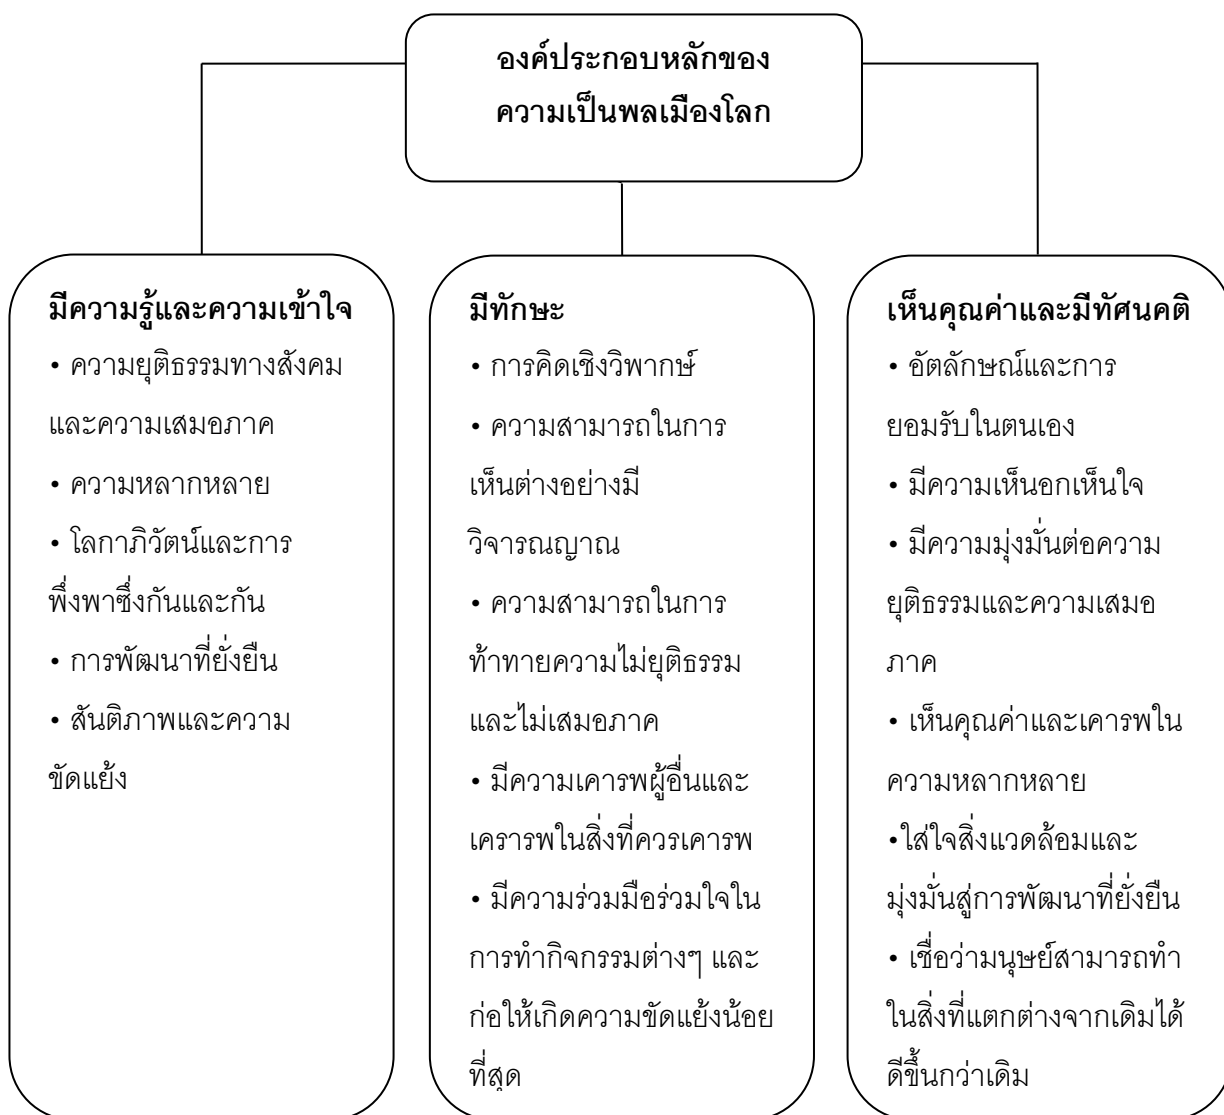 องค์ประกอบหลักของ
ความเป็นพลเมืองโลก
มีความรู้และความเข้าใจ
• ความยุติธรรมทางสังคม
และความเสมอภาค
• ความหลากหลาย
• โลกาภิวัตน์และการ
พึ่งพาซึ่งกันและกัน
• การพัฒนาที่ยั่งยืน
• สันติภาพและความ
ขัดแย้ง
มีทักษะ
• การคิดเชิงวิพากษ์
• ความสามารถในการ
เห็นต่างอย่างมี
วิจารณญาณ
• ความสามารถในการ
ท้าทายความไม่ยุติธรรม
และไม่เสมอภาค
• มีความเคารพผู้อื่นและ
เครารพในสิ่งที่ควรเคารพ
• มีความร่วมมือร่วมใจใน
การทำกิจกรรมต่างๆ และ
ก่อให้เกิดความขัดแย้งน้อย
ที่สุด
เห็นคุณค่าและมีทัศนคติ
• อัตลักษณ์และการ
ยอมรับในตนเอง
• มีความเห็นอกเห็นใจ
• มีความมุ่งมั่นต่อความ
ยุติธรรมและความเสมอ
ภาค
• เห็นคุณค่าและเคารพใน
ความหลากหลาย
•ใส่ใจสิ่งแวดล้อมและ
มุ่งมั่นสู่การพัฒนาที่ยั่งยืน
• เชื่อว่ามนุษย์สามารถทำ
ในสิ่งที่แตกต่างจากเดิมได้
ดีขึ้นกว่าเดิม